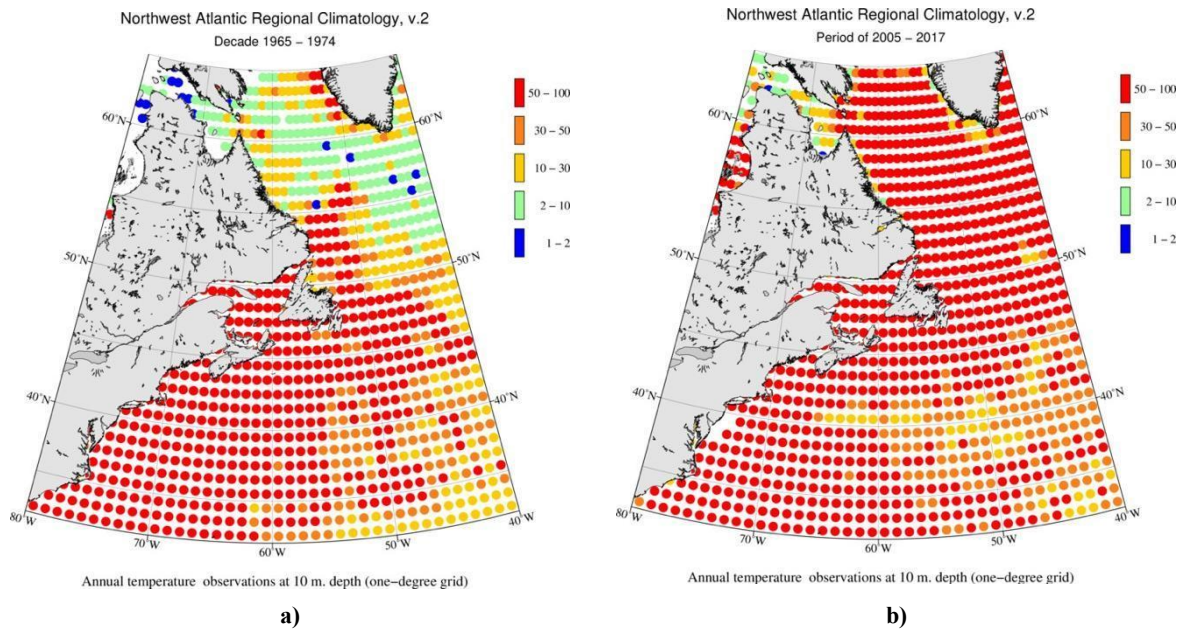 Northwest Atlantic Regional Climatology, v.2
Decade 1965 – 1974
60°N
50°N
40°N
80°W
70°W
60°W
50°W
40°W
60°N
50°N
40°N
50 – 100
30 – 50
10 – 30
2 – 10
1 – 2
Annual temperature observations at 10 m. depth (one−degree grid)
a)
Northwest Atlantic Regional Climatology, v.2
Period of 2005 – 2017
60°N
50°N
40°N
80°W
70°W
60°W
50°W
40°W
60°N
50°N
40°N
50 – 100
30 – 50
10 – 30
2 – 10
1 – 2
Annual temperature observations at 10 m. depth (one−degree grid)
b)